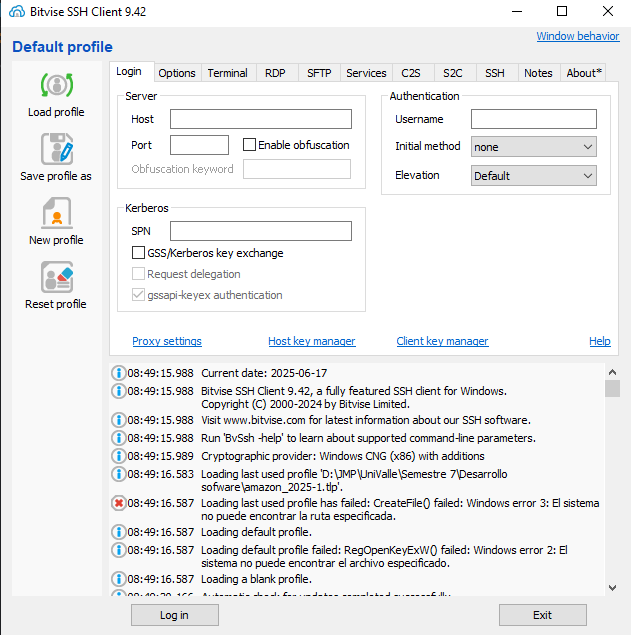 Bitvise SSH Client 9.42
Default profile
Window behavior
Load profile
Save profile as
New profile
Reset profile
Login
Options
Terminal
RDP
SFTP
Services
C2S
S2C
SSH
Notes
About*
Server
Host
Port
Enable obfuscation
Obfuscation keyword
Authentication
Username
Initial method
none
Elevation
Default
Kerberos
SPN
GSS/Kerberos key exchange
Request delegation
gssapi-keyex authentication
Proxy settings
Host key manager
Client key manager
Help
08:49:15.988 Current date: 2025-06-17
08:49:15.988 Bitvise SSH Client 9.42, a fully featured SSH client for Windows.
Copyright (C) 2000-2024 by Bitvise Limited.
08:49:15.988 Visit www.bitvise.com for latest information about our SSH software.
08:49:15.988 Run 'BvSsh -help' to learn about supported command-line parameters.
08:49:15.989 Cryptographic provider: Windows CNG (x86) with additions
08:49:16.583 Loading last used profile 'D:\JMP\UniValle\Semestre 7\Desarrollo
sofware\amazon_2025-1.tlp'.
08:49:16.587 Loading last used profile has failed: CreateFile() failed: Windows error 3: El sistema
no puede encontrar la ruta especificada.
08:49:16.587 Loading default profile.
08:49:16.587 Loading default profile failed: RegOpenKeyExW() failed: Windows error 2: El
sistema no puede encontrar el archivo especificado.
08:49:16.587 Loading a blank profile.
Automatic check for updates completed successfully.
Log in
Exit